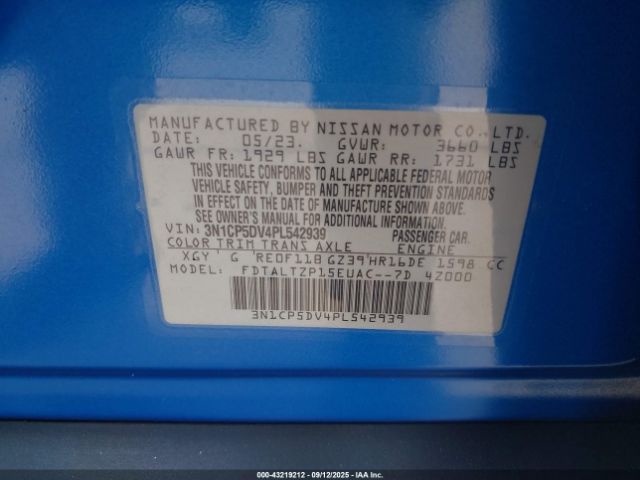 MANUFACTURED BY NISSAN MOTOR CO., LTD.
DATE: 05/23. GVWR: 3660 LBS
GAWR FR: 1929 LBS GAWR RR: 1731 LBS
THIS VEHICLE CONFORMS TO ALL APPLICABLE FEDERAL MOTOR
VEHICLE SAFETY, BUMPER AND THEFT PREVENTION STANDARDS
IN EFFECT ON THE DATE OF MANUFACTURE SHOWN ABOVE.
SEE OWNER'S MANUAL FOR ADDITIONAL INFORMATION.
VIN: 3N1CP5DV4PL542939 PASSENGER CAR.
COLOR TRIM TRANS AXLE ENGINE
XGY G RE0F11B GZ39 HR16DE 1598 CC
MODEL: FDTALTZP15EUAC--7D 4Z000
3N1CP5DV4PL542939
000-43219212 - 09/12/2025 - IAA Inc.